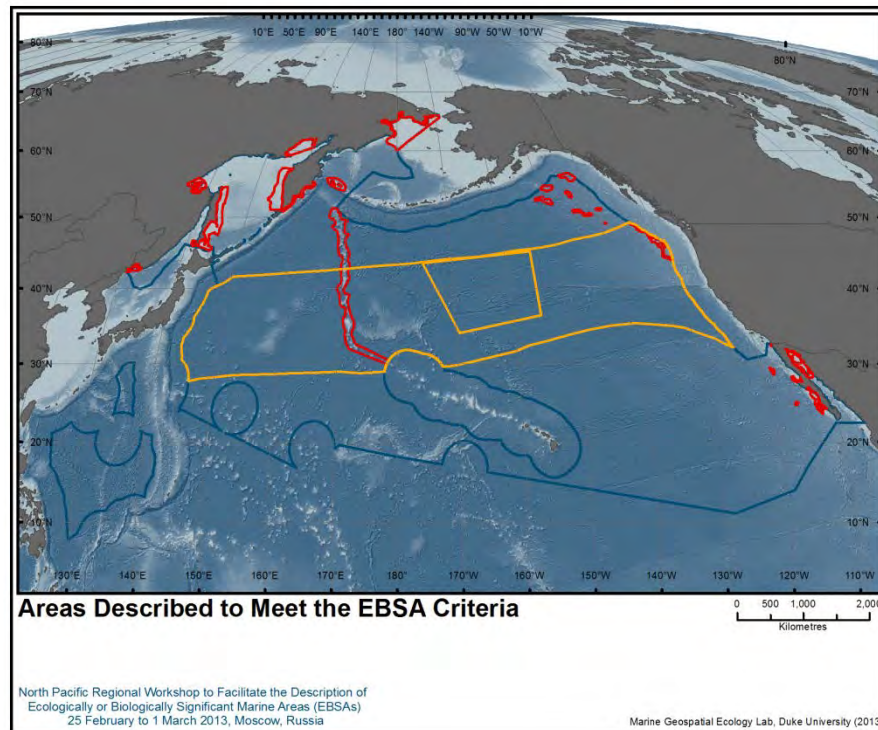 10°E 50°E 90°E 140°E 180° 140°W 90°W 50°W 10°W
80°N 80°N 80°N
70°N 70°N
60°N 60°N
50°N 50°N
40°N 40°N
30°N 30°N
20°N 20°N
10°N 10°N
130°E 140°E 150°E 160°E 170°E 180° 170°W 160°W 150°W 140°W 130°W 120°W 110°W
Areas Described to Meet the EBSA Criteria
0 500 1,000 2,000
Kilometres
North Pacific Regional Workshop to Facilitate the Description of
Ecologically or Biologically Significant Marine Areas (EBSAs)
25 February to 1 March 2013, Moscow, Russia
Marine Geospatial Ecology Lab, Duke University (2013